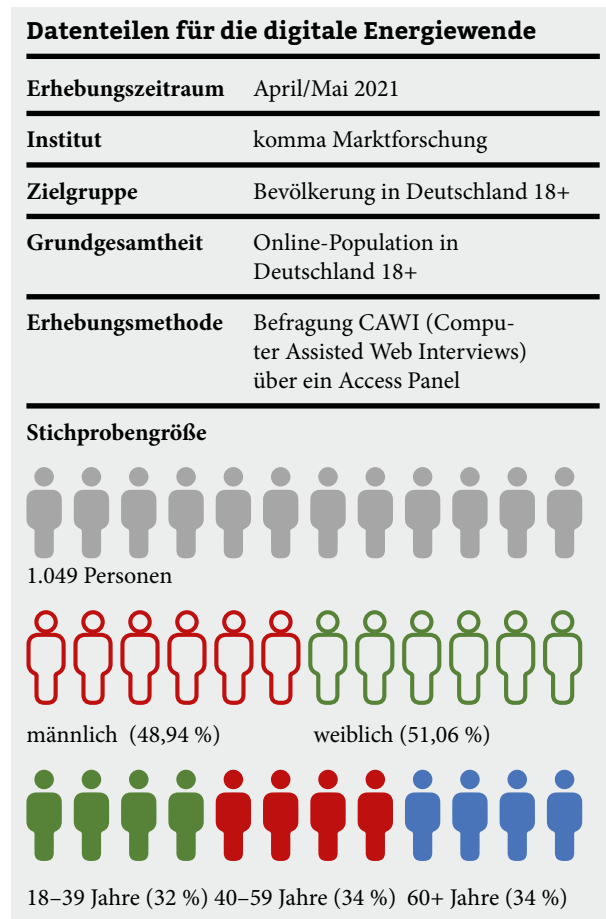 Datenteilen für die digitale Energiewende
Erhebungszeitraum April/Mai 2021
Institut komma Marktforschung
Zielgruppe Bevölkerung in Deutschland 18+
Grundgesamtheit Online-Population in
Deutschland 18+
Erhebungsmethode Befragung CAWI (Compu-
ter Assisted Web Interviews)
über ein Access Panel
Stichprobengröße
1.049 Personen
männlich (48,94 %) weiblich (51,06 %)
18–39 Jahre (32 %) 40–59 Jahre (34 %) 60+ Jahre (34 %)